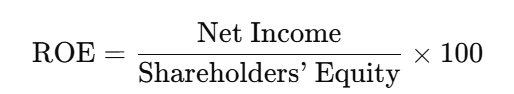 ROE = Net Income / Shareholders’ Equity × 100